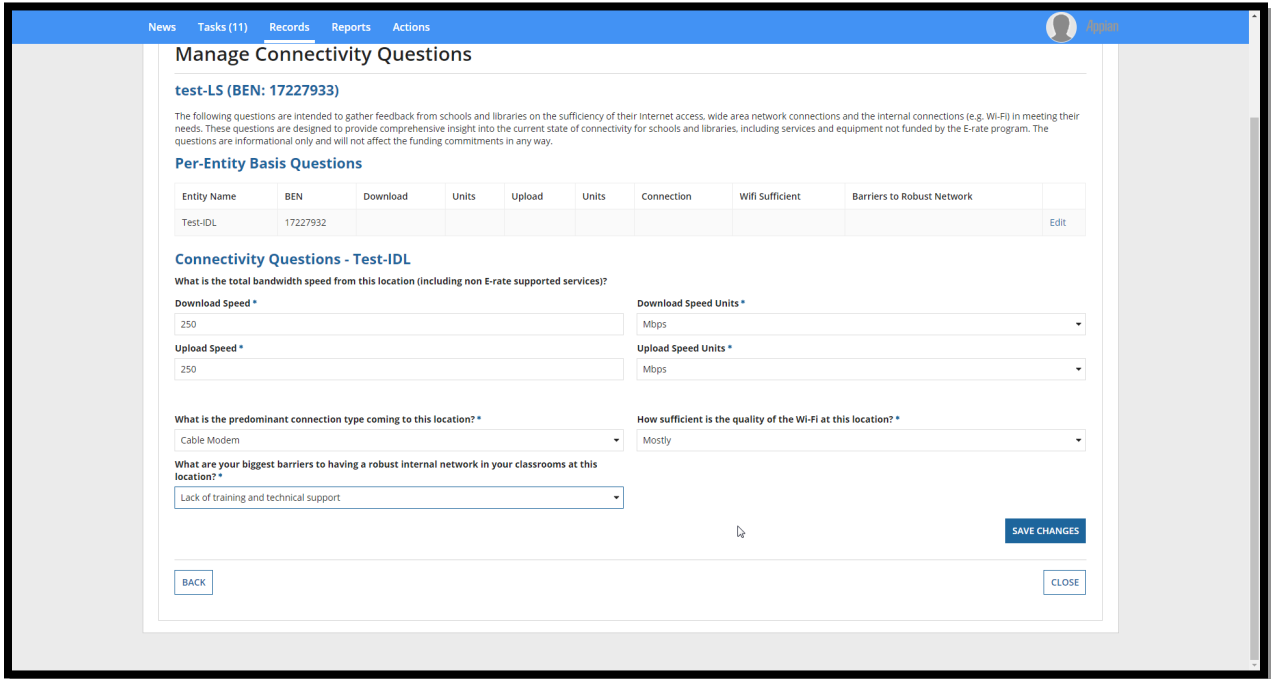 News Tasks (11) Records Reports Actions Appian
Manage Connectivity Questions
test-LS (BEN: 17227933)
The following questions are intended to gather feedback from schools and libraries on the sufficiency of their Internet access, wide area network connections and the internal connections (e.g. Wi-Fi) in meeting their
needs. These questions are designed to provide comprehensive insight into the current state of connectivity for schools and libraries, including services and equipment not funded by the E-rate program. The
questions are informational only and will not affect the funding commitments in any way.
Per-Entity Basis Questions
Entity Name BEN Download Units Upload Units Connection Wifi Sufficient Barriers to Robust Network
Test-IDL 17227932 Edit
Connectivity Questions - Test-IDL
What is the total bandwidth speed from this location (including non E-rate supported services)?
Download Speed * Download Speed Units *
250 Mbps
Upload Speed * Upload Speed Units *
250 Mbps
What is the predominant connection type coming to this location? * How sufficient is the quality of the Wi-Fi at this location? *
Cable Modem Mostly
What are your biggest barriers to having a robust internal network in your classrooms at this
location? *
Lack of training and technical support
SAVE CHANGES
BACK CLOSE